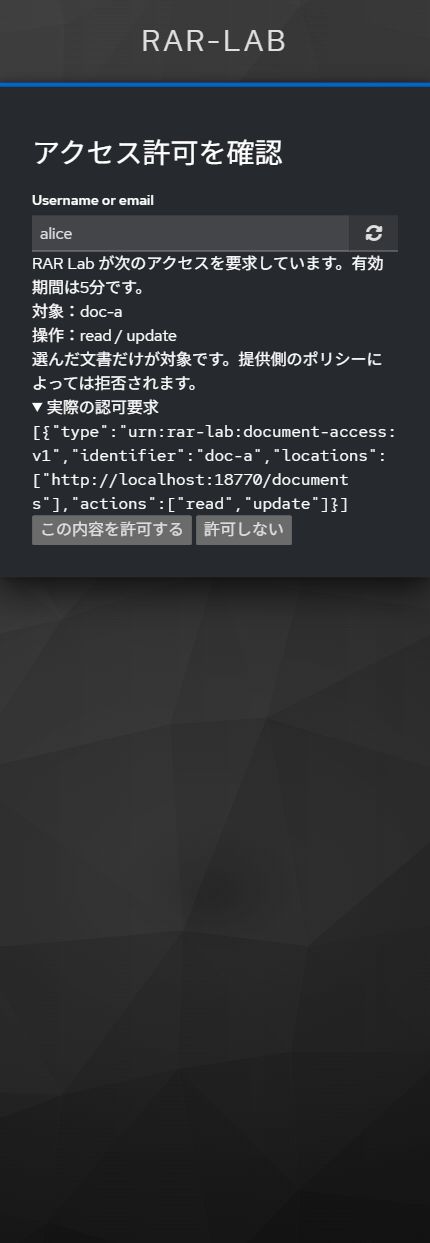 RAR-LAB
アクセス許可を確認
Username or email
alice
RAR Lab が次のアクセスを要求しています。有効
期間は5分です。
対象：doc-a
操作：read / update
選んだ文書だけが対象です。提供側のポリシーに
よっては拒否されます。
▼ 実際の認可要求
[{"type":"urn:rar-lab:document-access:
v1","identifier":"doc-a","locations":
["http://localhost:18770/document
s"],"actions":["read","update"]}]
この内容を許可する 許可しない